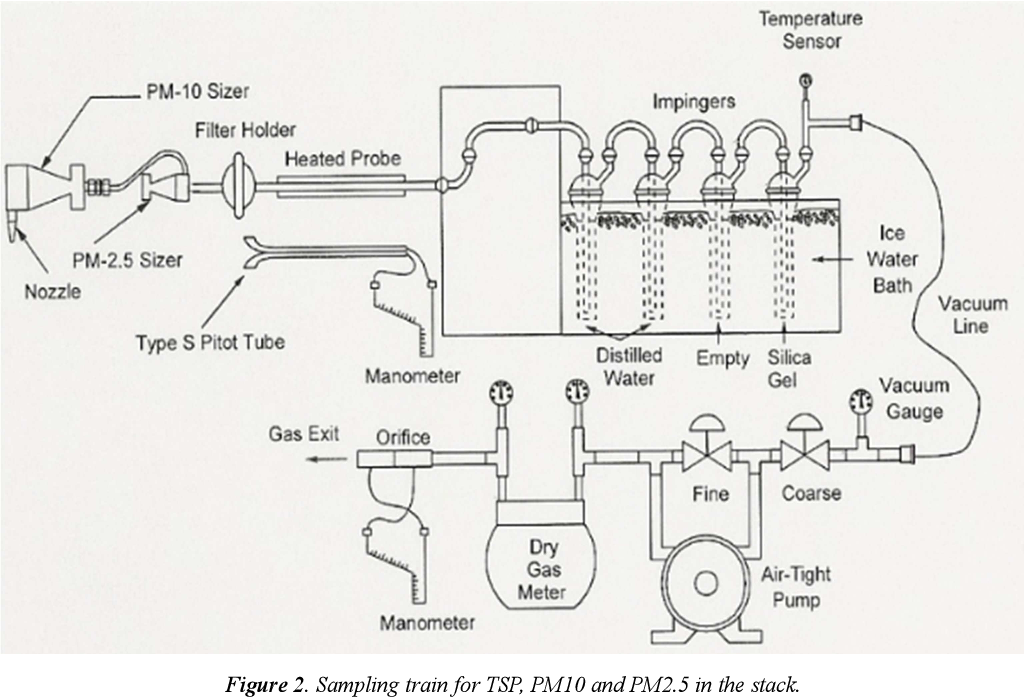 Temperature
Sensor
PM-10 Sizer
Impingers
Filter Holder
Heated Probe
Ice
Water
Bath
PM-2.5 Sizer
Nozzle
Vacuum
Line
Type S Pitot Tube
Distilled
Water
Empty
Silica
Gel
Manometer
Vacuum
Gauge
Gas Exit
Orifice
Fine
Coarse
Dry
Gas
Meter
Air-Tight
Pump
Manometer
Figure 2. Sampling train for TSP, PM10 and PM2.5 in the stack.